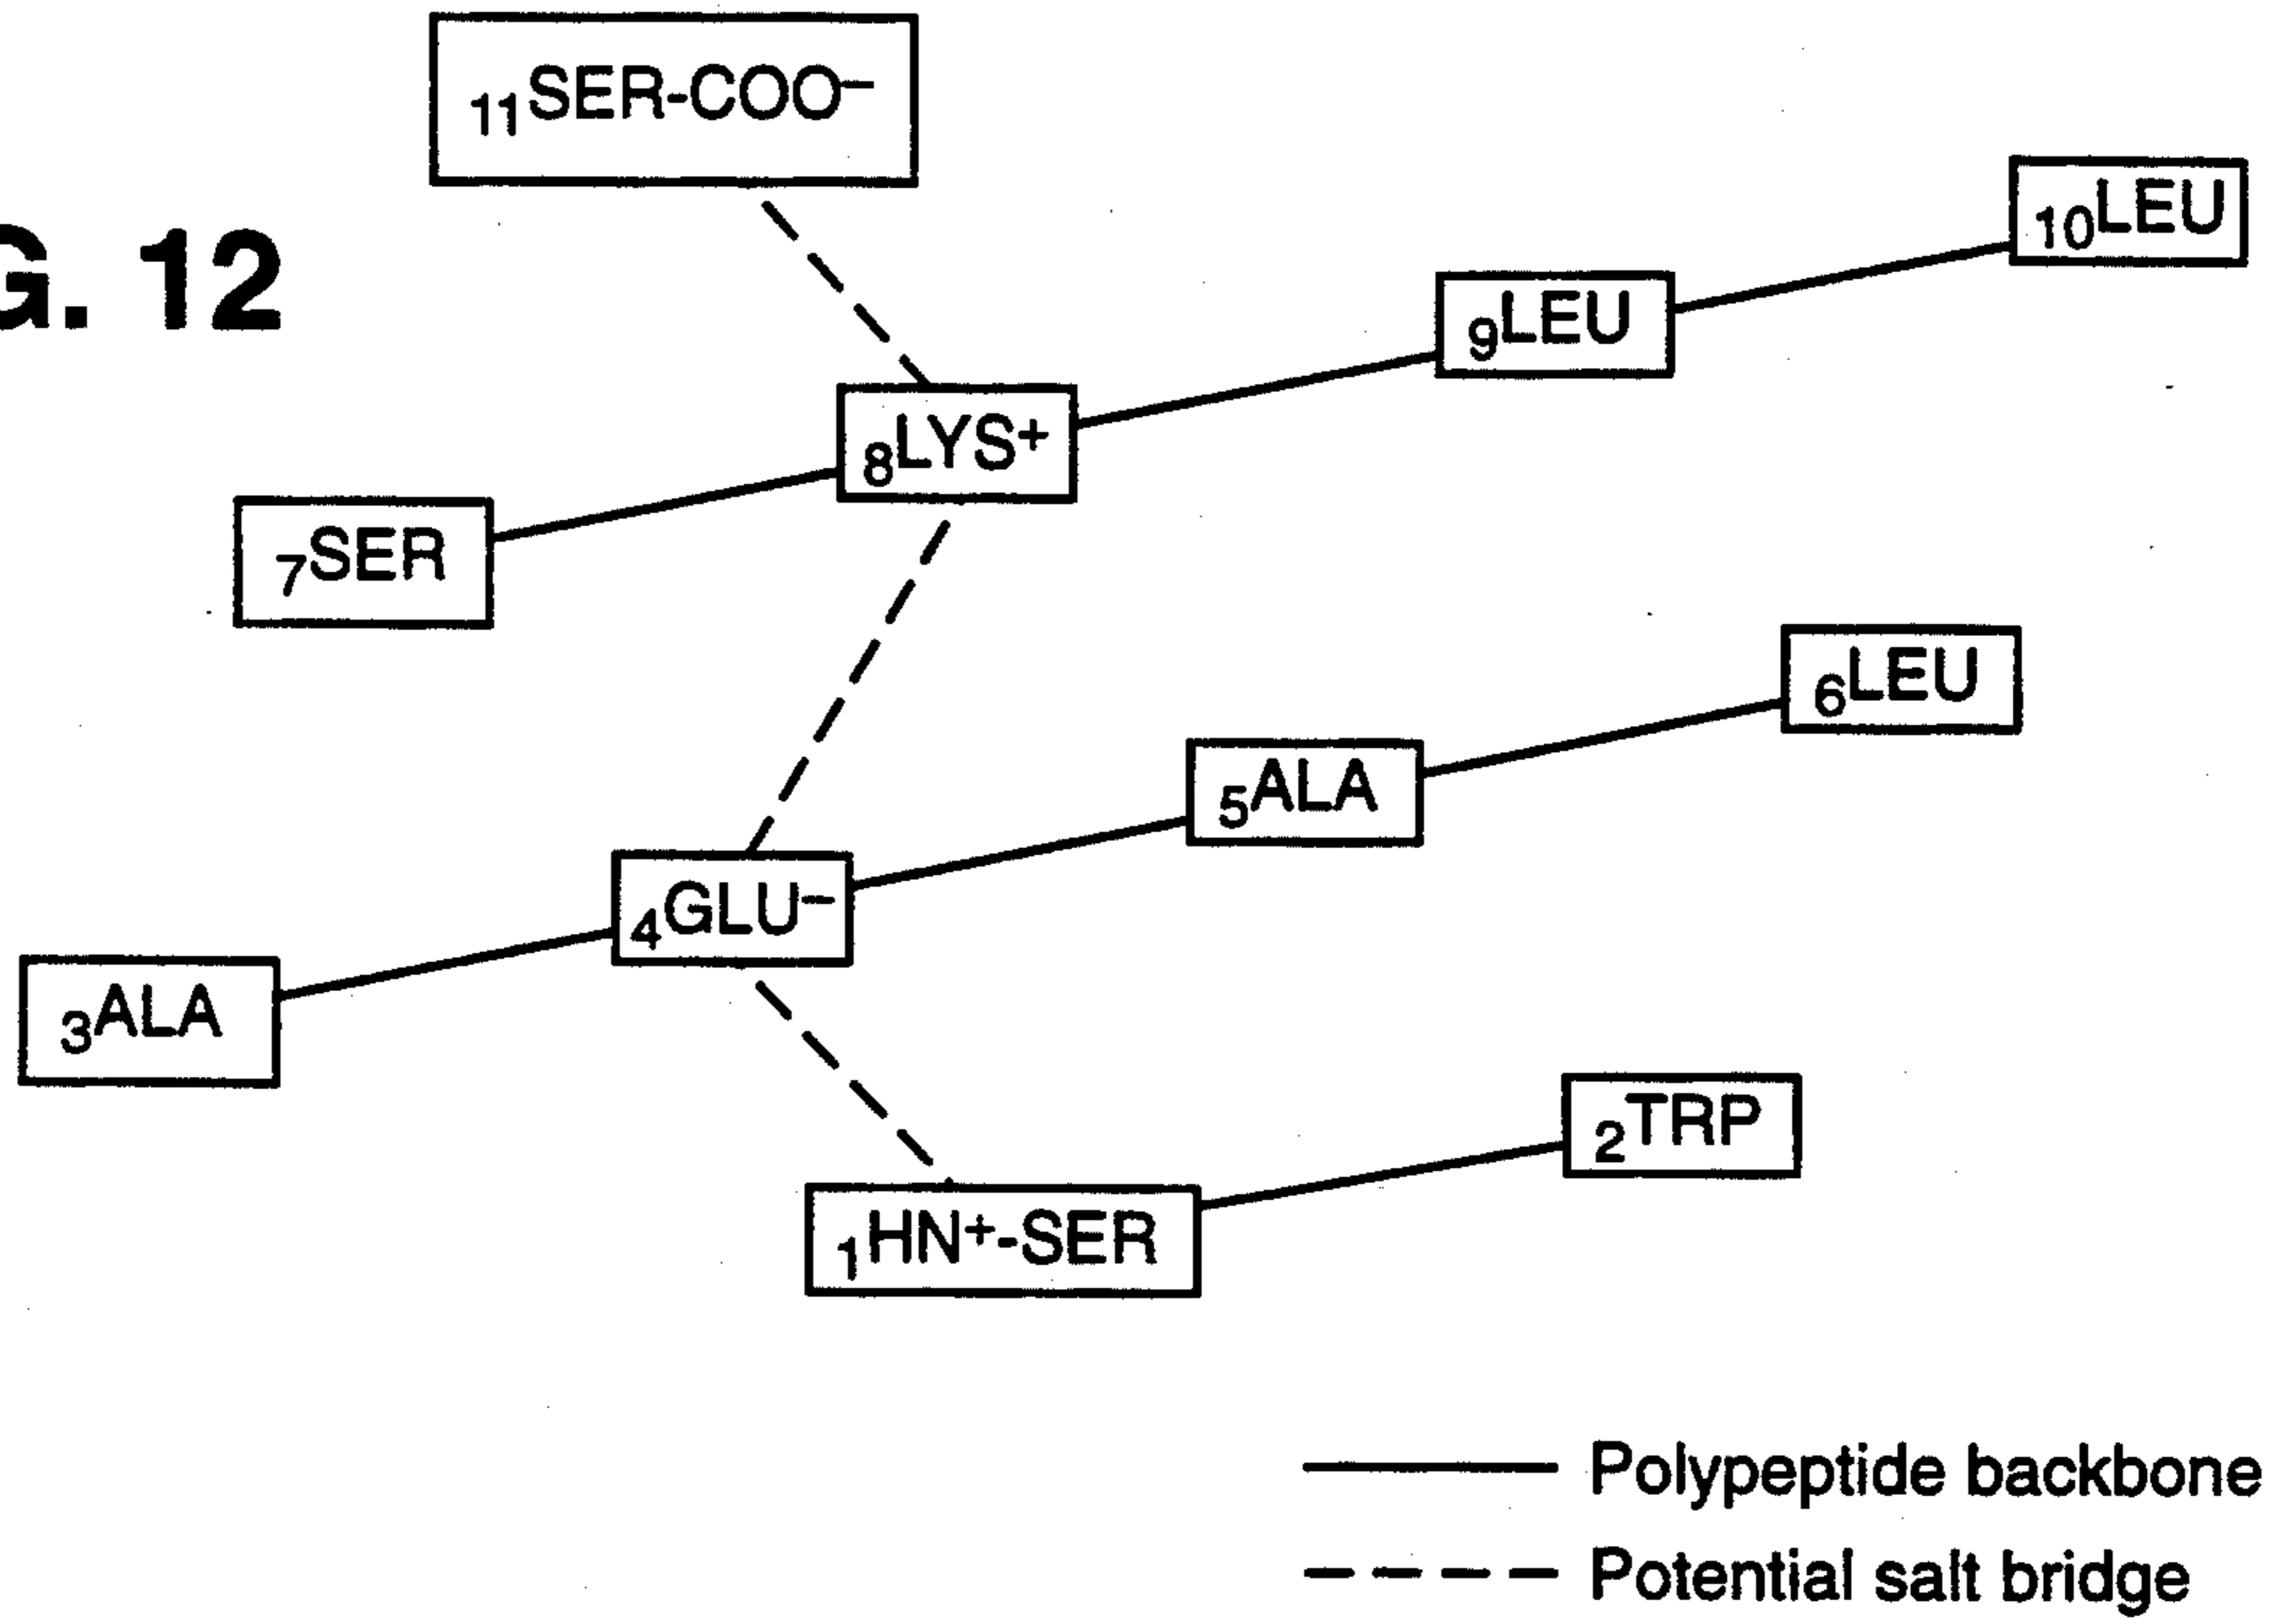 ₁₁SER-COO⁻
₁₀LEU
G. 12
₉LEU
₈LYS⁺
₇SER
₆LEU
₅ALA
₄GLU⁻
₃ALA
₂TRP
₁HN⁺-SER
Polypeptide backbone
Potential salt bridge